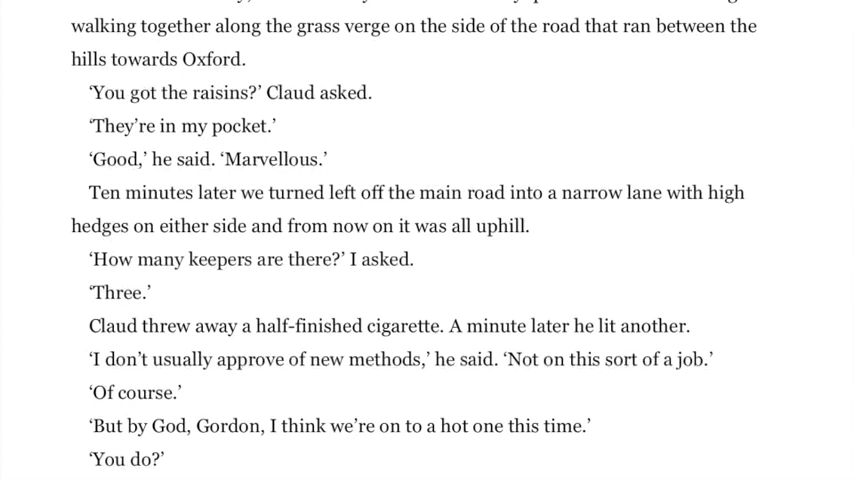 walking together along the grass verge on the side of the road that ran between the
hills towards Oxford.
‘You got the raisins?’ Claud asked.
‘They’re in my pocket.’
‘Good,’ he said. ‘Marvellous.’
Ten minutes later we turned left off the main road into a narrow lane with high
hedges on either side and from now on it was all uphill.
‘How many keepers are there?’ I asked.
‘Three.’
Claud threw away a half-finished cigarette. A minute later he lit another.
‘I don’t usually approve of new methods,’ he said. ‘Not on this sort of a job.’
‘Of course.’
‘But by God, Gordon, I think we’re on to a hot one this time.’
‘You do?’